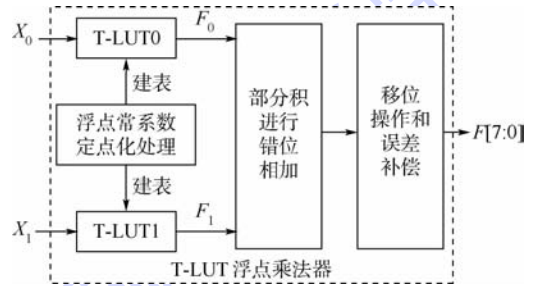 X0
T-LUT0
F0
建表
浮点常系数
定点化处理
建表
X1
T-LUT1
F1
部分积
进行
错位
相加
移位
操作和
误差
补偿
F[7:0]
T-LUT 浮点乘法器